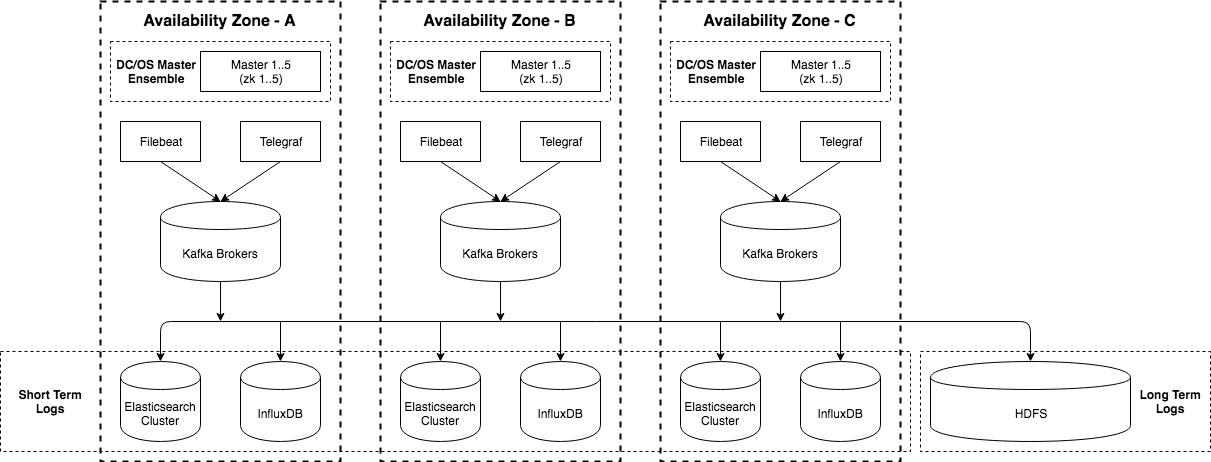 Availability Zone - A
Availability Zone - B
Availability Zone - C
DC/OS Master
Ensemble
Master 1..5
(zk 1..5)
DC/OS Master
Ensemble
Master 1..5
(zk 1..5)
DC/OS Master
Ensemble
Master 1..5
(zk 1..5)
Filebeat
Telegraf
Filebeat
Telegraf
Filebeat
Telegraf
Kafka Brokers
Kafka Brokers
Kafka Brokers
Short Term
Logs
Elasticsearch
Cluster
InfluxDB
Elasticsearch
Cluster
InfluxDB
Elasticsearch
Cluster
InfluxDB
HDFS
Long Term
Logs